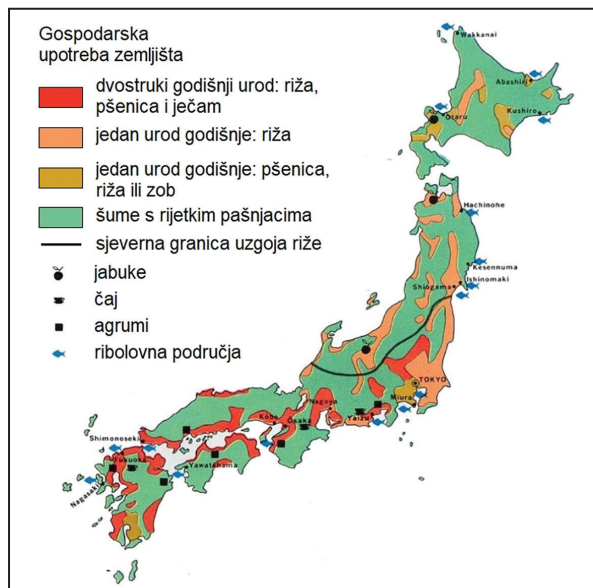 Gospodarska
upotreba zemljišta
dvostruki godišnji urod: riža,
pšenica i ječam
jedan urod godišnje: riža
jedan urod godišnje: pšenica,
riža ili zob
šume s rijetkim pašnjacima
sjeverna granica uzgoja riže
jabuke
čaj
agrumi
ribolovna područja
Wakkanai
Abashiri
Otaru
Kushiro
Hachinohe
Kesennuma
Ishinomaki
Shiogama
TOKYO
Miura
Nagoya
Yaizu
Kobe
Osaka
Shimonoseki
Fukuoka
Yawatahama
Nagasaki